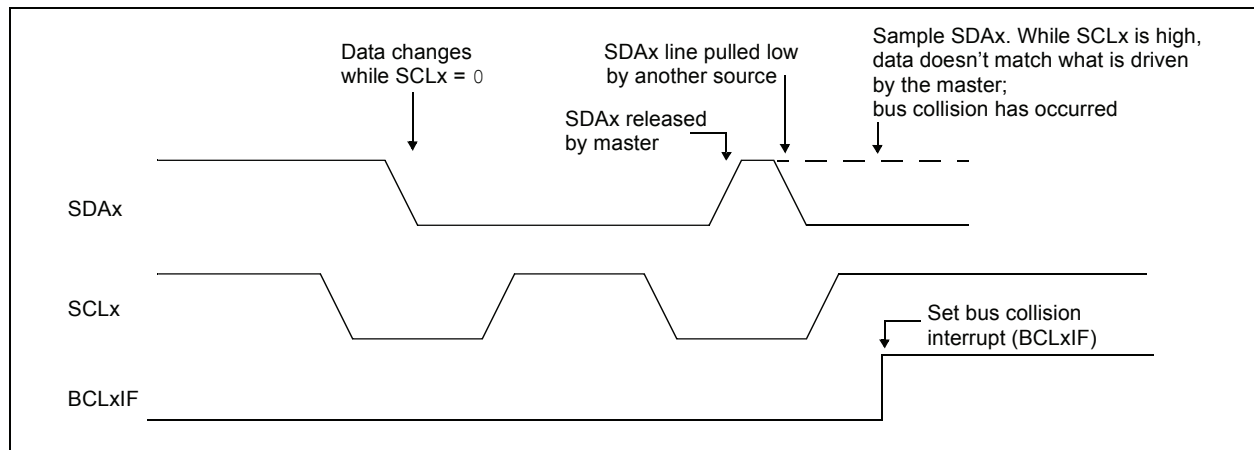 Data changes
while SCLx = 0
SDAx line pulled low
by another source
SDAx released
by master
Sample SDAx. While SCLx is high,
data doesn’t match what is driven
by the master;
bus collision has occurred
SDAx
SCLx
Set bus collision
interrupt (BCLxIF)
BCLxIF